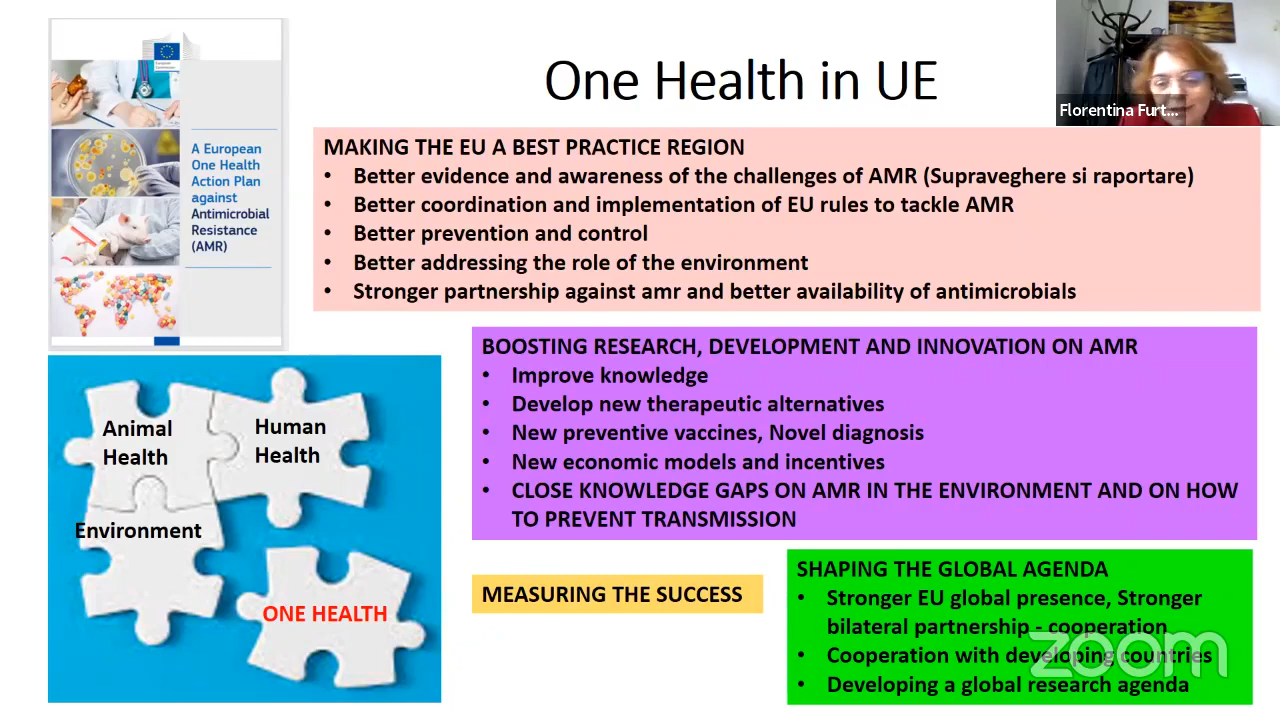 One Health in UE
Florentina Furt...
European
Commission
A European
One Health
Action Plan
against
Antimicrobial
Resistance
(AMR)
MAKING THE EU A BEST PRACTICE REGION
• Better evidence and awareness of the challenges of AMR (Supraveghere si raportare)
• Better coordination and implementation of EU rules to tackle AMR
• Better prevention and control
• Better addressing the role of the environment
• Stronger partnership against amr and better availability of antimicrobials
Animal
Health
Human
Health
Environment
ONE HEALTH
BOOSTING RESEARCH, DEVELOPMENT AND INNOVATION ON AMR
• Improve knowledge
• Develop new therapeutic alternatives
• New preventive vaccines, Novel diagnosis
• New economic models and incentives
• CLOSE KNOWLEDGE GAPS ON AMR IN THE ENVIRONMENT AND ON HOW
TO PREVENT TRANSMISSION
MEASURING THE SUCCESS
SHAPING THE GLOBAL AGENDA
• Stronger EU global presence, Stronger
bilateral partnership - cooperation
• Cooperation with developing countries
• Developing a global research agenda
zoom